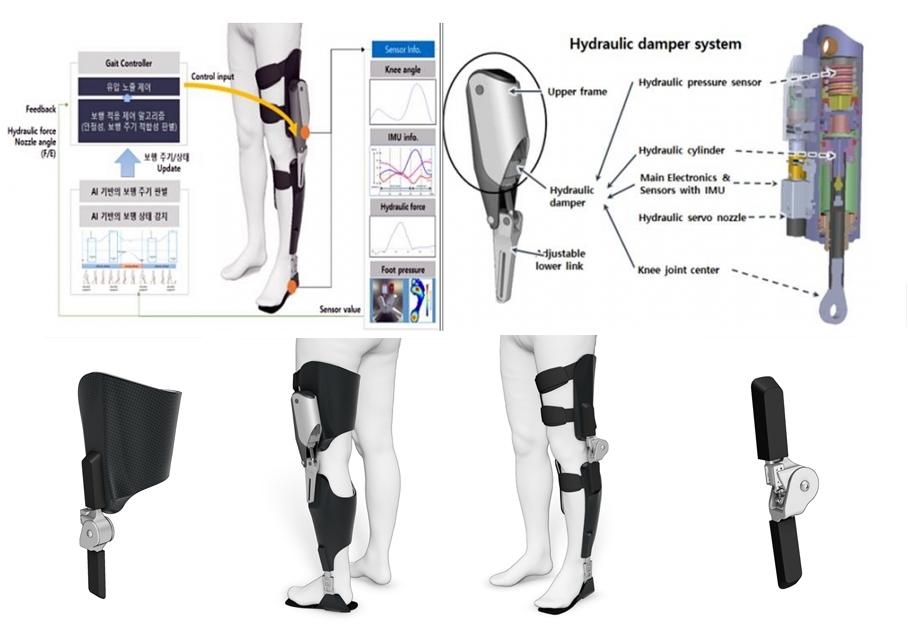 Gait Controller
유압 노즐 제어
보행 적응 제어 알고리즘
(안정성, 보행 주기 적합성 판별)
Control input
Feedback
Hydraulic force
Nozzle angle
(F/E)
보행 주기/상태
Update
AI 기반의 보행 주기 판별
AI 기반의 보행 상태 감지
Sensor value
Sensor Info.
Knee angle
IMU info.
Hydraulic force
Foot pressure
Hydraulic damper system
Upper frame
Hydraulic
damper
Adjustable
lower link
Hydraulic pressure sensor
Hydraulic cylinder
Main Electronics &
Sensors with IMU
Hydraulic servo nozzle
Knee joint center